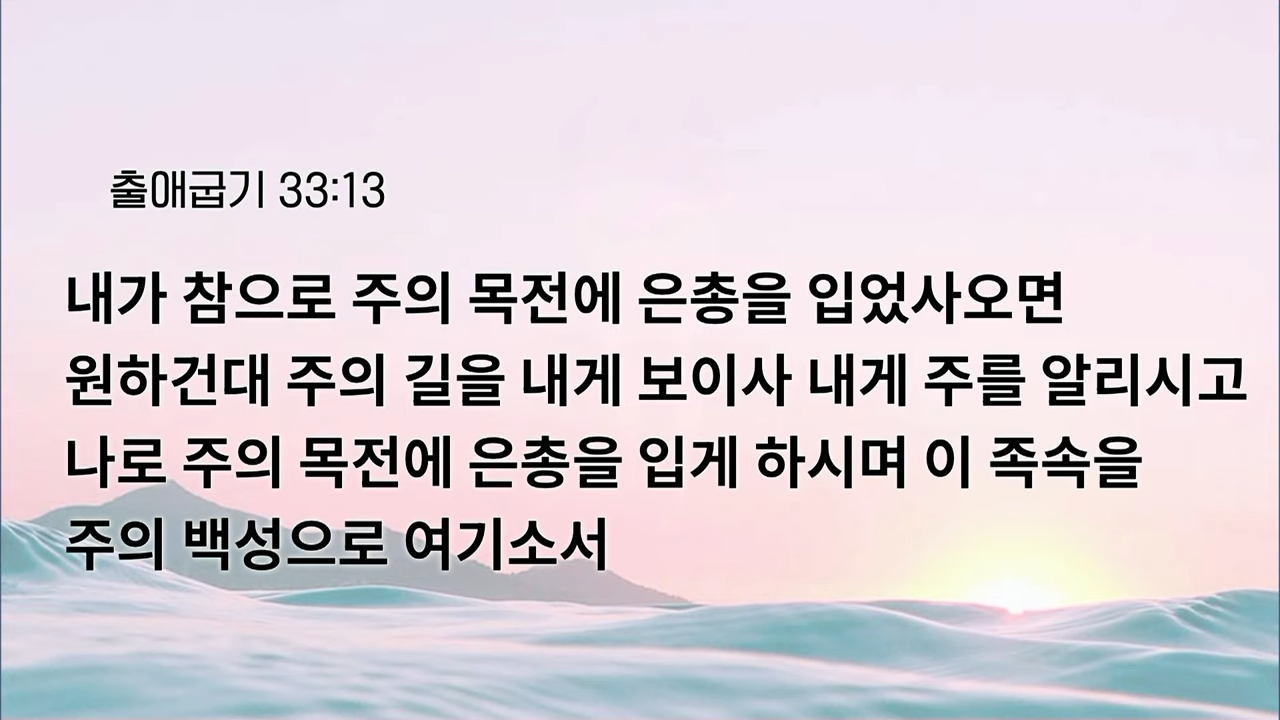 출애굽기 33:13
내가 참으로 주의 목전에 은총을 입었사오면
원하건대 주의 길을 내게 보이사 내게 주를 알리시고
나로 주의 목전에 은총을 입게 하시며 이 족속을
주의 백성으로 여기소서